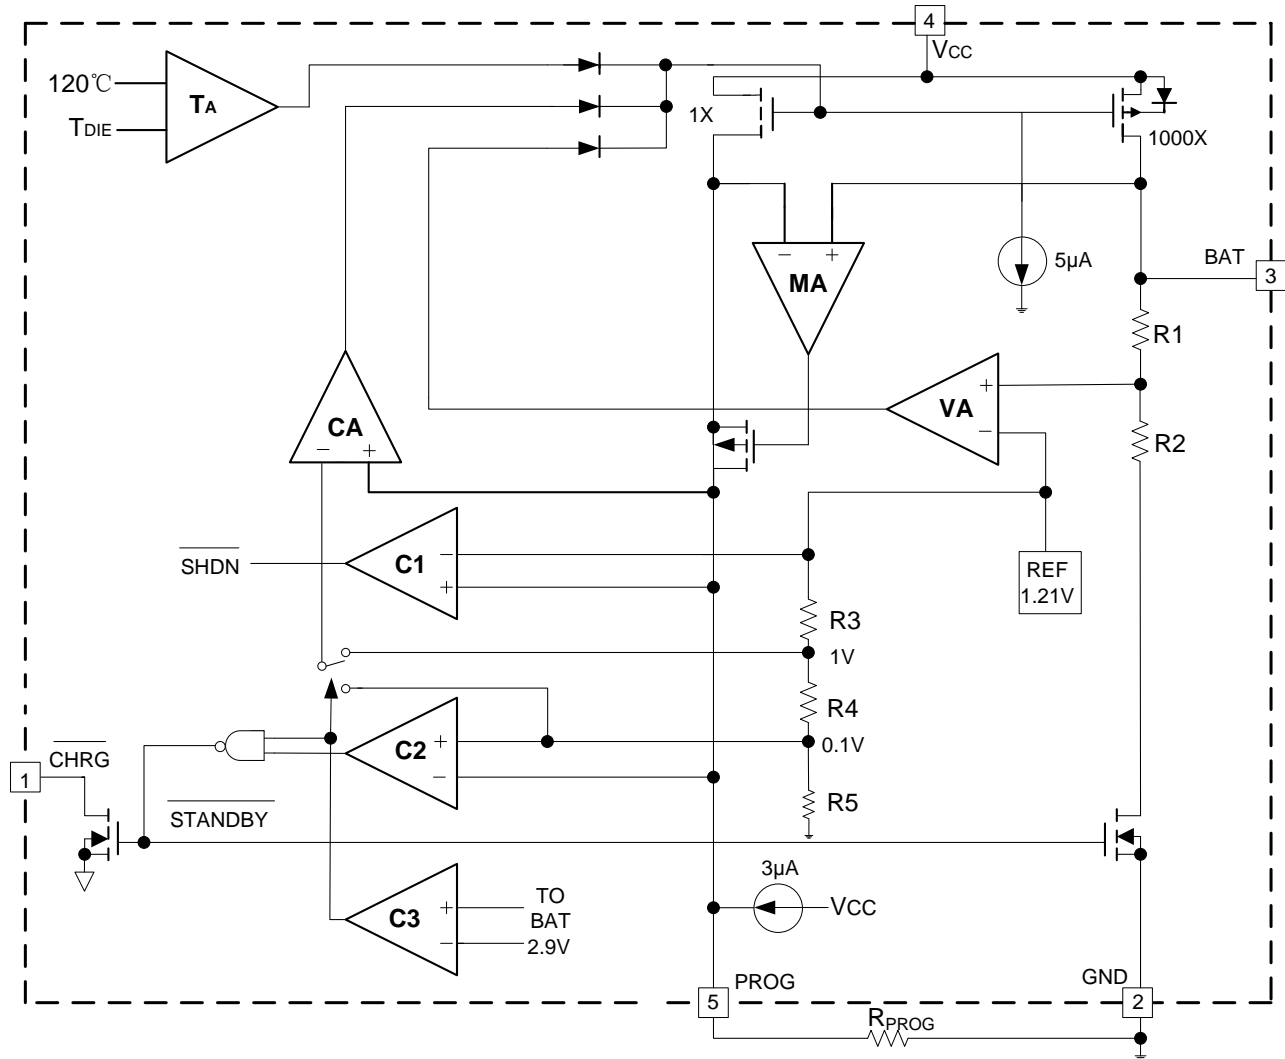 4
VCC
120℃
TA
TDIE
1X
1000X
− +
MA
5µA
BAT
3
R1
+
VA
−
R2
CA
− +
SHDN
C1
−
+
REF
1.21V
R3
1V
R4
0.1V
R5
CHRG
1
C2
+
−
STANDBY
3µA
VCC
C3
+
−
TO
BAT
2.9V
PROG
5
GND
2
RPROG